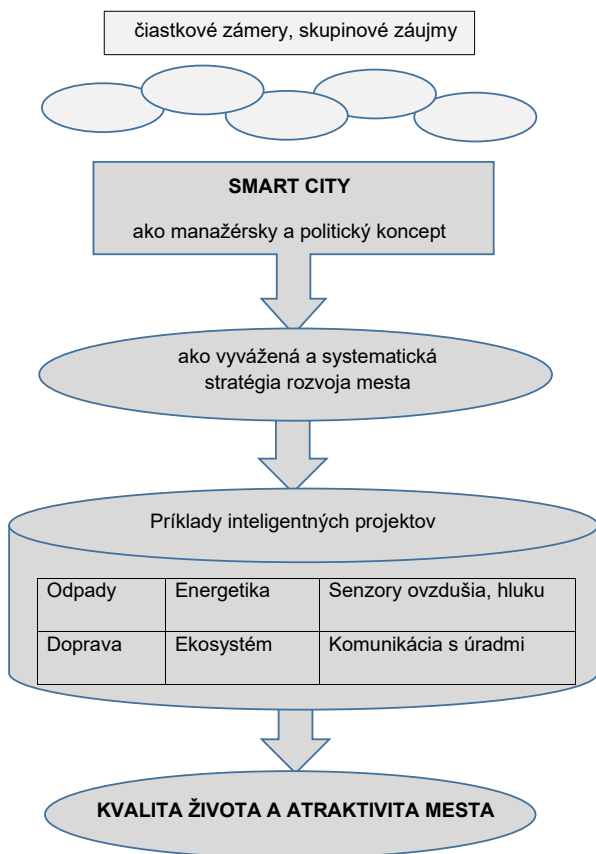 čiastkové zámery, skupinové záujmy
SMART CITY
ako manažérsky a politický koncept
ako vyvážená a systematická
stratégia rozvoja mesta
Príklady inteligentných projektov
Odpady Energetika Senzory ovzdušia, hluku
Doprava Ekosystém Komunikácia s úradmi
KVALITA ŽIVOTA A ATRAKTIVITA MESTA